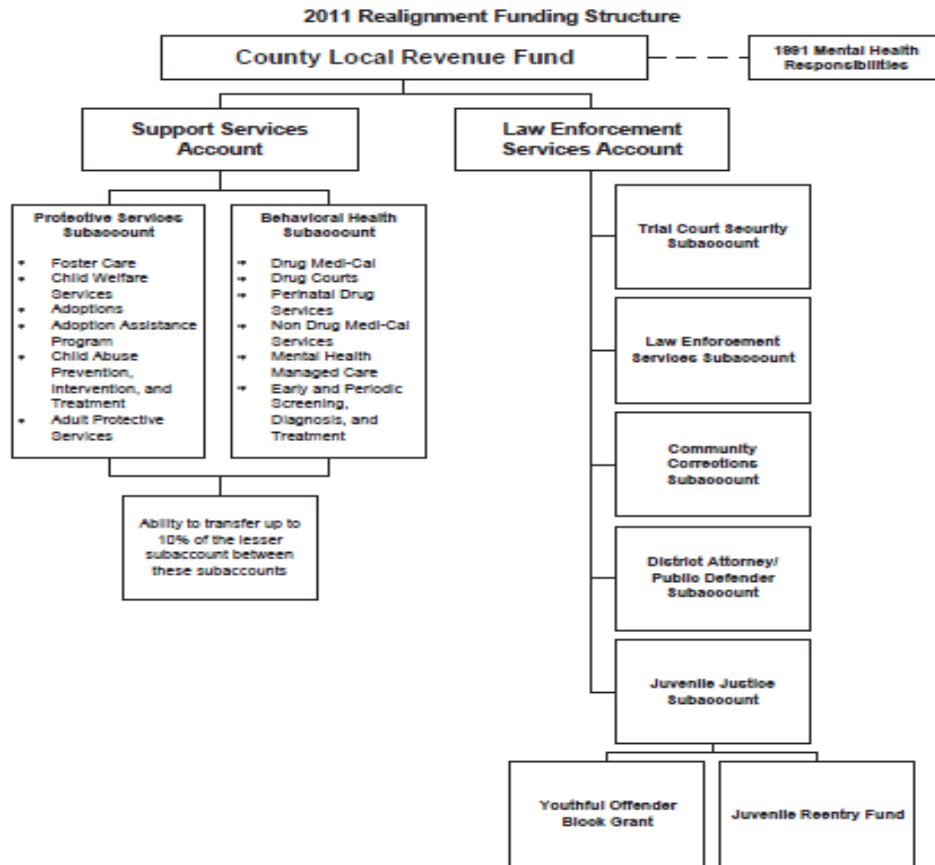 2011 Realignment Funding Structure
County Local Revenue Fund
1991 Mental Health
Responsibilities
Support Services
Account
Law Enforcement
Services Account
Protective Services
Subaccount
• Foster Care
• Child Welfare
Services
• Adoptions
• Adoption Assistance
Program
• Child Abuse
Prevention,
Intervention, and
Treatment
• Adult Protective
Services
Behavioral Health
Subaccount
• Drug Medi-Cal
• Drug Courts
• Perinatal Drug
Services
• Non Drug Medi-Cal
Services
• Mental Health
Managed Care
• Early and Periodic
Screening,
Diagnosis, and
Treatment
Ability to transfer up to
10% of the lesser
subaccount between
these subaccounts
Trial Court Security
Subaccount
Law Enforcement
Services Subaccount
Community
Corrections
Subaccount
District Attorney/
Public Defender
Subaccount
Juvenile Justice
Subaccount
Youthful Offender
Block Grant
Juvenile Reentry Fund